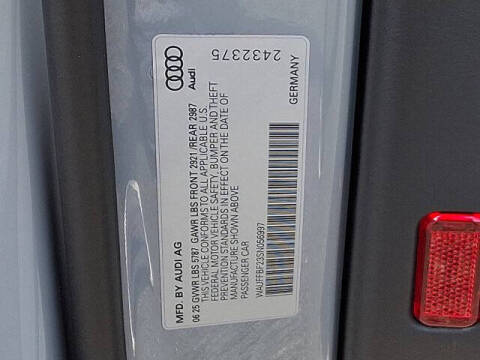 MFD. BY AUDI AG
Audi
06 25 GVWR LBS 5787 GAWR LBS FRONT 2921/REAR 2987
THIS VEHICLE CONFORMS TO ALL APPLICABLE U.S.
FEDERAL MOTOR VEHICLE SAFETY, BUMPER AND THEFT
PREVENTION STANDARDS IN EFFECT ON THE DATE OF
MANUFACTURE SHOWN ABOVE.
PASSENGER CAR
WAUFFBF23SN056997
2432375
GERMANY